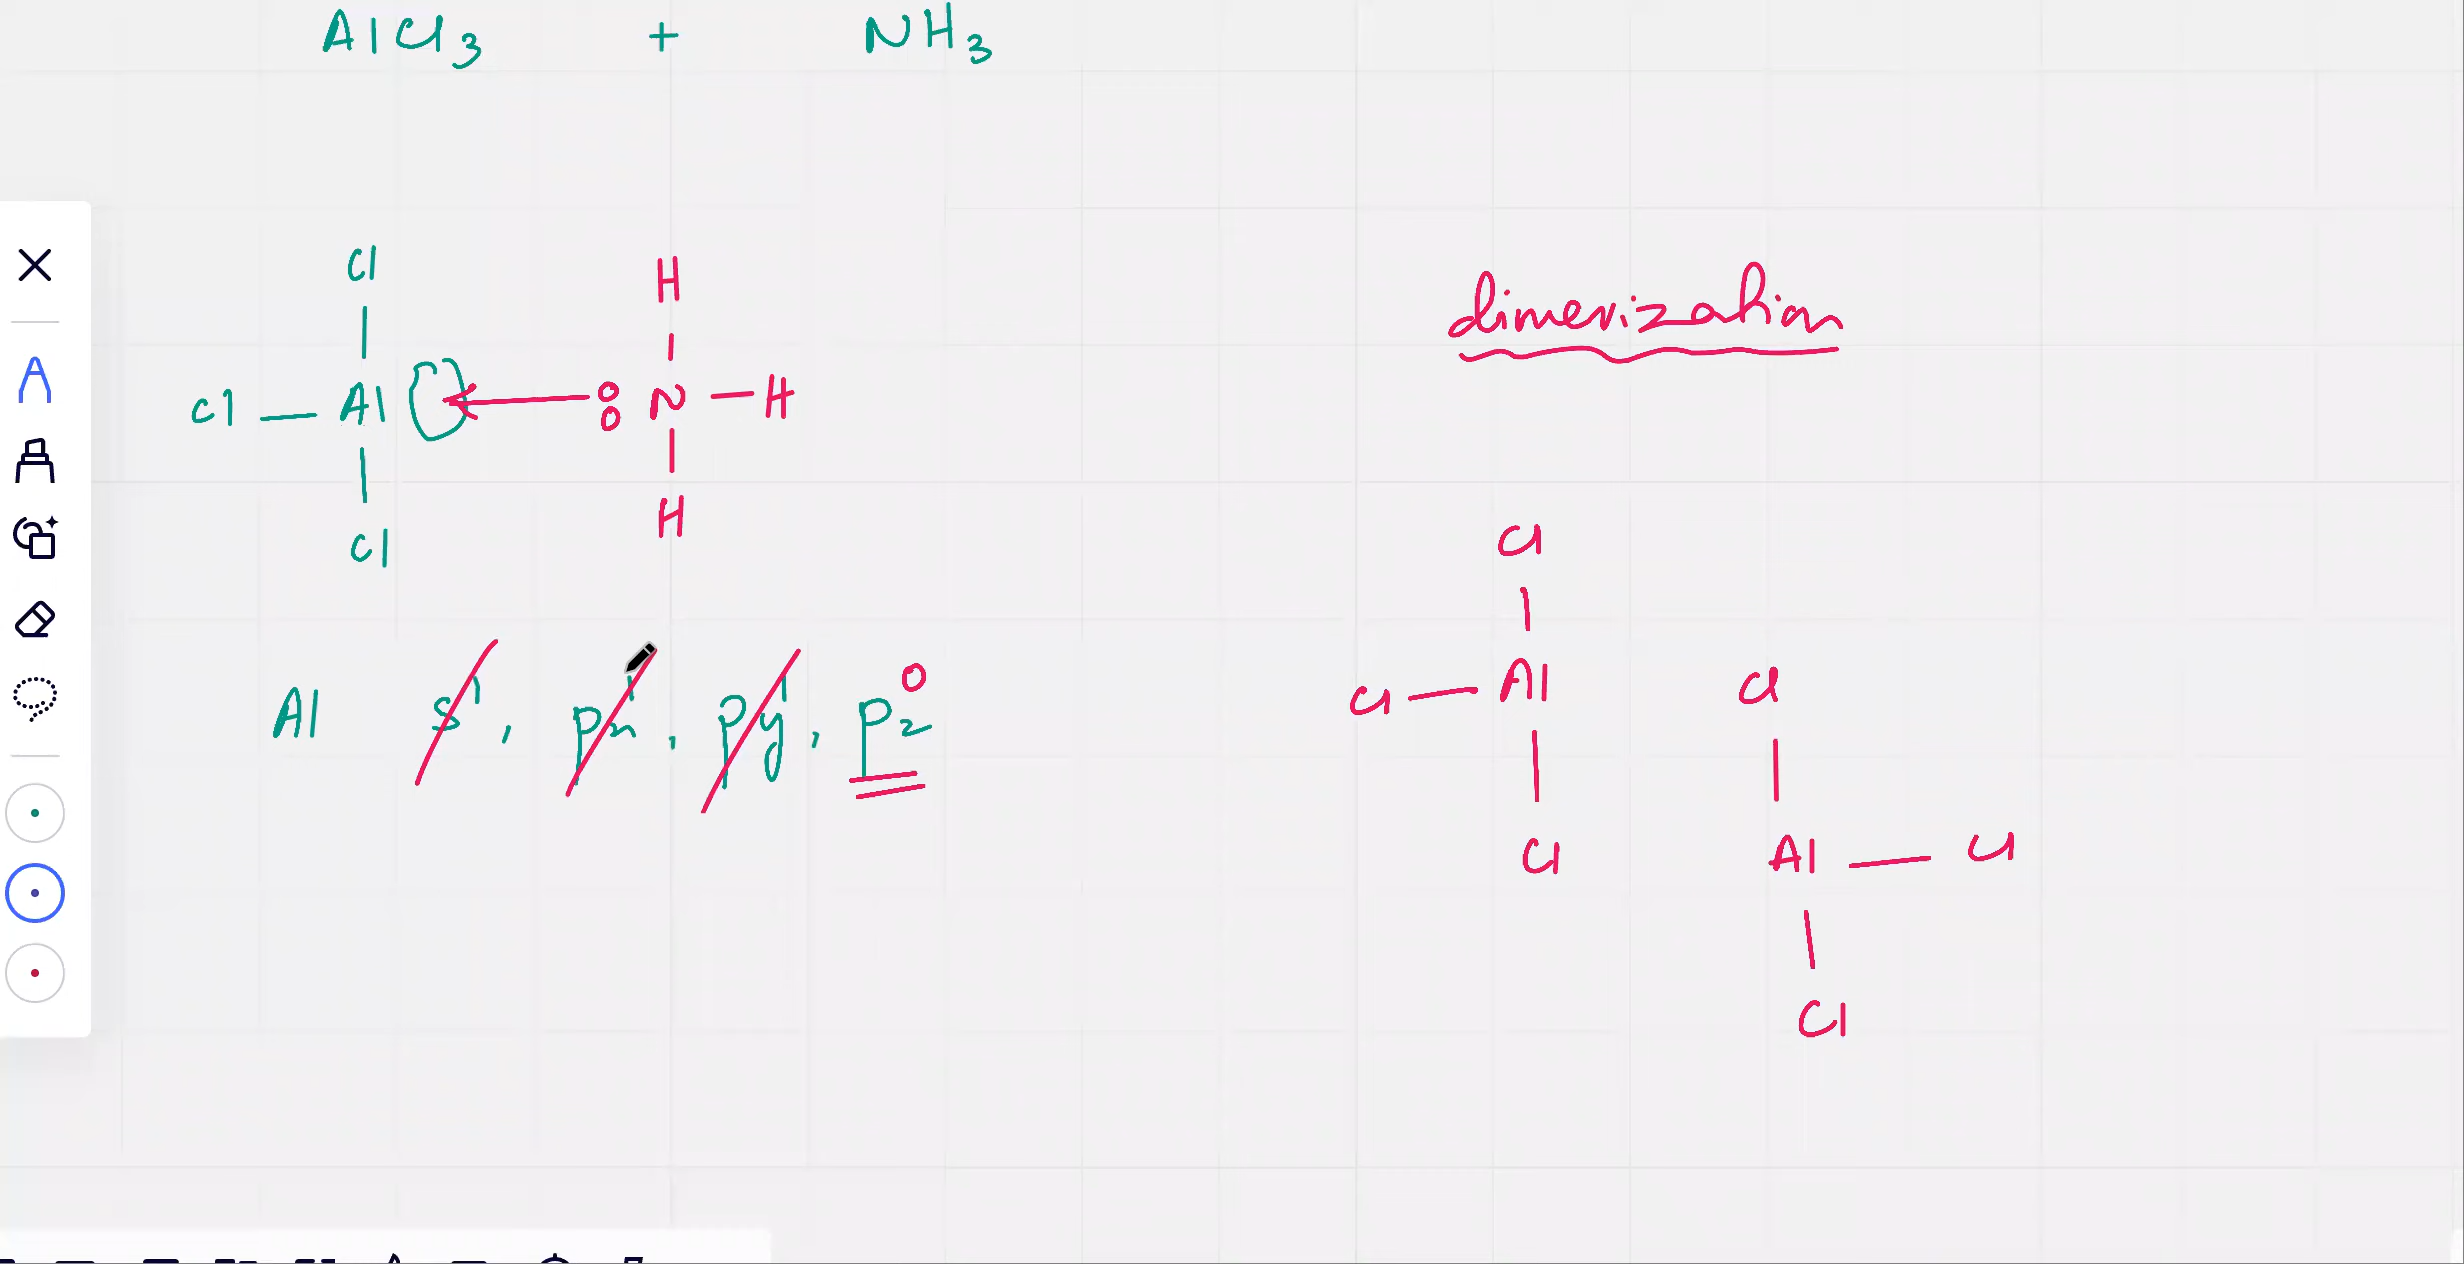 AlCl3 + NH3
Cl
H
dimerization
Cl — Al ← N — H
Cl
H
Cl
Al s1, px1, py1, pz0
Cl — Al
Cl
Cl
Al — Cl
Cl